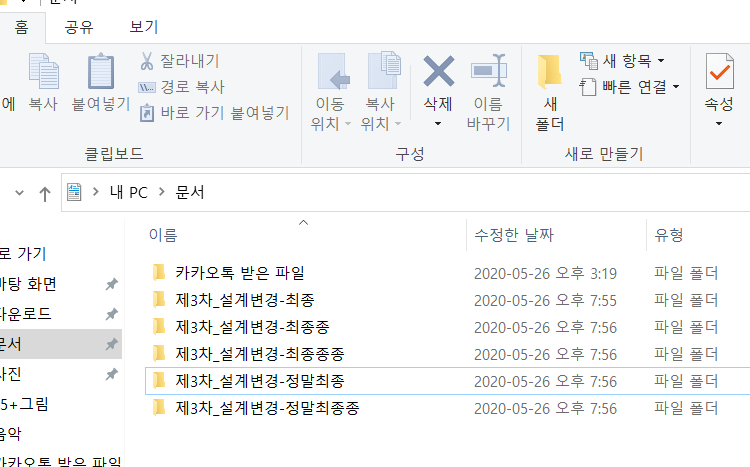 문서
홈 공유 보기
에 복사 붙여넣기 잘라내기
경로 복사
바로 가기 붙여넣기
이동 위치 복사 위치 삭제 이름 바꾸기
새 폴더 새 항목
빠른 연결
속성
클립보드 구성 새로 만들기
내 PC 문서
이름 수정한 날짜 유형
로 가기
바탕 화면
다운로드
문서
사진
5+그림
음악
카카오톡 받은 파일
카카오톡 받은 파일 2020-05-26 오후 3:19 파일 폴더
제3차_설계변경-최종 2020-05-26 오후 7:55 파일 폴더
제3차_설계변경-최종종 2020-05-26 오후 7:56 파일 폴더
제3차_설계변경-최종종종 2020-05-26 오후 7:56 파일 폴더
제3차_설계변경-정말최종 2020-05-26 오후 7:56 파일 폴더
제3차_설계변경-정말최종종 2020-05-26 오후 7:56 파일 폴더